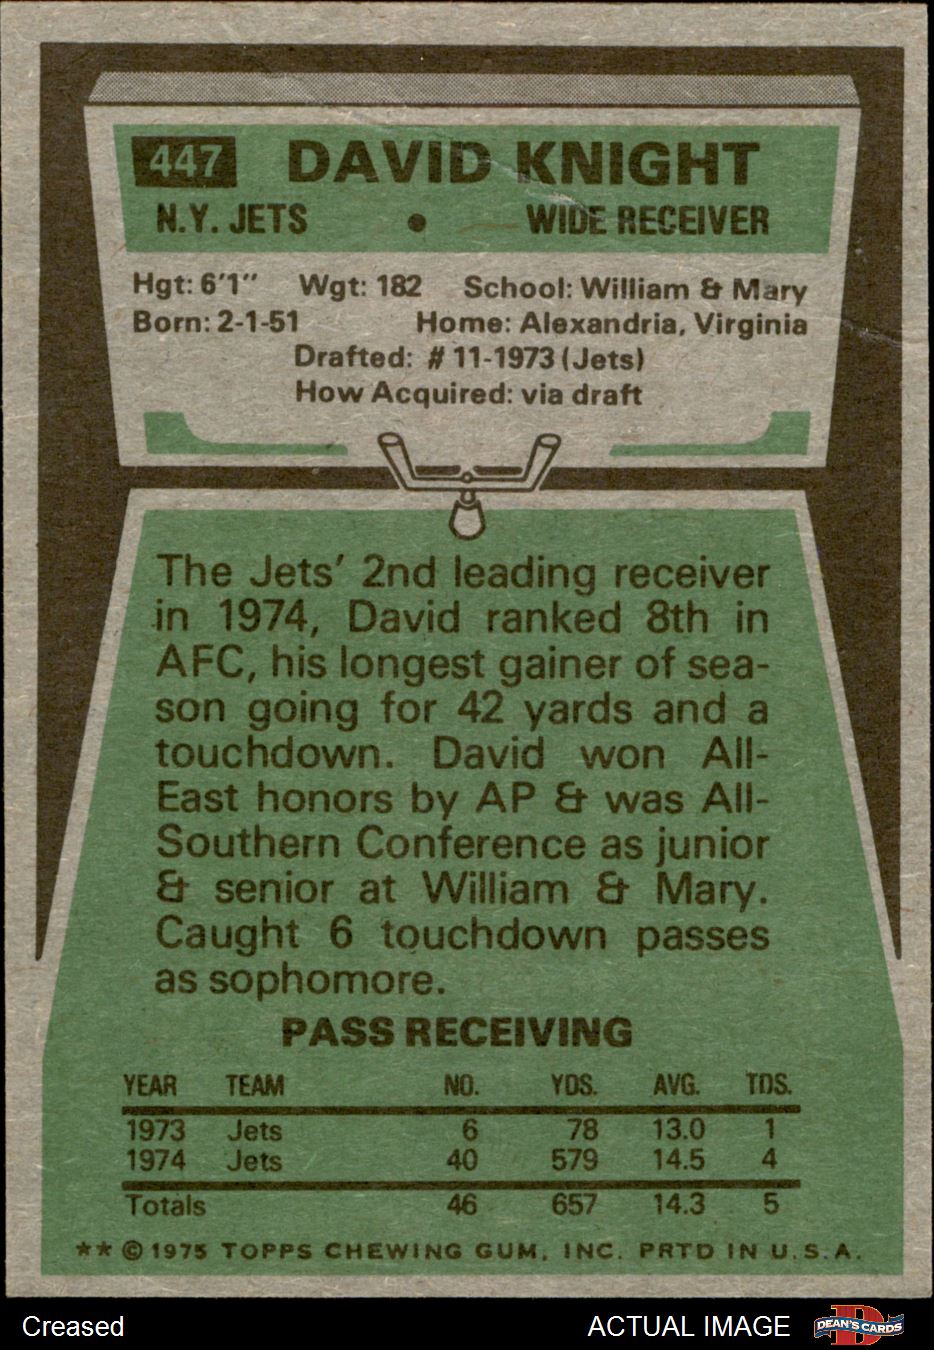 447 DAVID KNIGHT
N.Y. JETS • WIDE RECEIVER
Hgt: 6'1" Wgt: 182 School: William & Mary
Born: 2-1-51 Home: Alexandria, Virginia
Drafted: # 11-1973 (Jets)
How Acquired: via draft
The Jets' 2nd leading receiver
in 1974, David ranked 8th in
AFC, his longest gainer of sea-
son going for 42 yards and a
touchdown. David won All-
East honors by AP & was All-
Southern Conference as junior
& senior at William & Mary.
Caught 6 touchdown passes
as sophomore.
PASS RECEIVING
YEAR TEAM NO. YDS. AVG. TDS.
1973 Jets 6 78 13.0 1
1974 Jets 40 579 14.5 4
Totals 46 657 14.3 5
** © 1975 TOPPS CHEWING GUM, INC. PRTD IN U.S.A.
Creased ACTUAL IMAGE DEAN'S CARDS